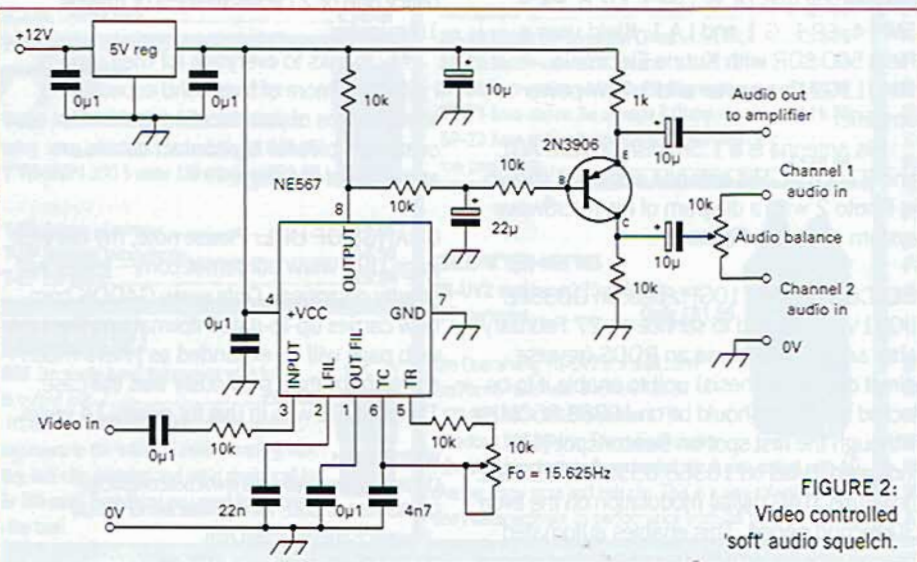 +12V
5V reg
0µ1
0µ1
10k
10µ
1k
Audio out
to amplifier
2N3906
10µ
Channel 1
audio in
NE567
10k
10k
B
E
C
22µ
10k
Audio balance
10µ
10k
Channel 2
audio in
0V
8
OUTPUT
4
+VCC
GND
7
0µ1
INPUT
LFIL
OUTFIL
TC
TR
3
2
1
6
5
Video in
0µ1
10k
10k
10k
Fo = 15.625Hz
0V
22n
0µ1
4n7
FIGURE 2:
Video controlled
'soft' audio squelch.